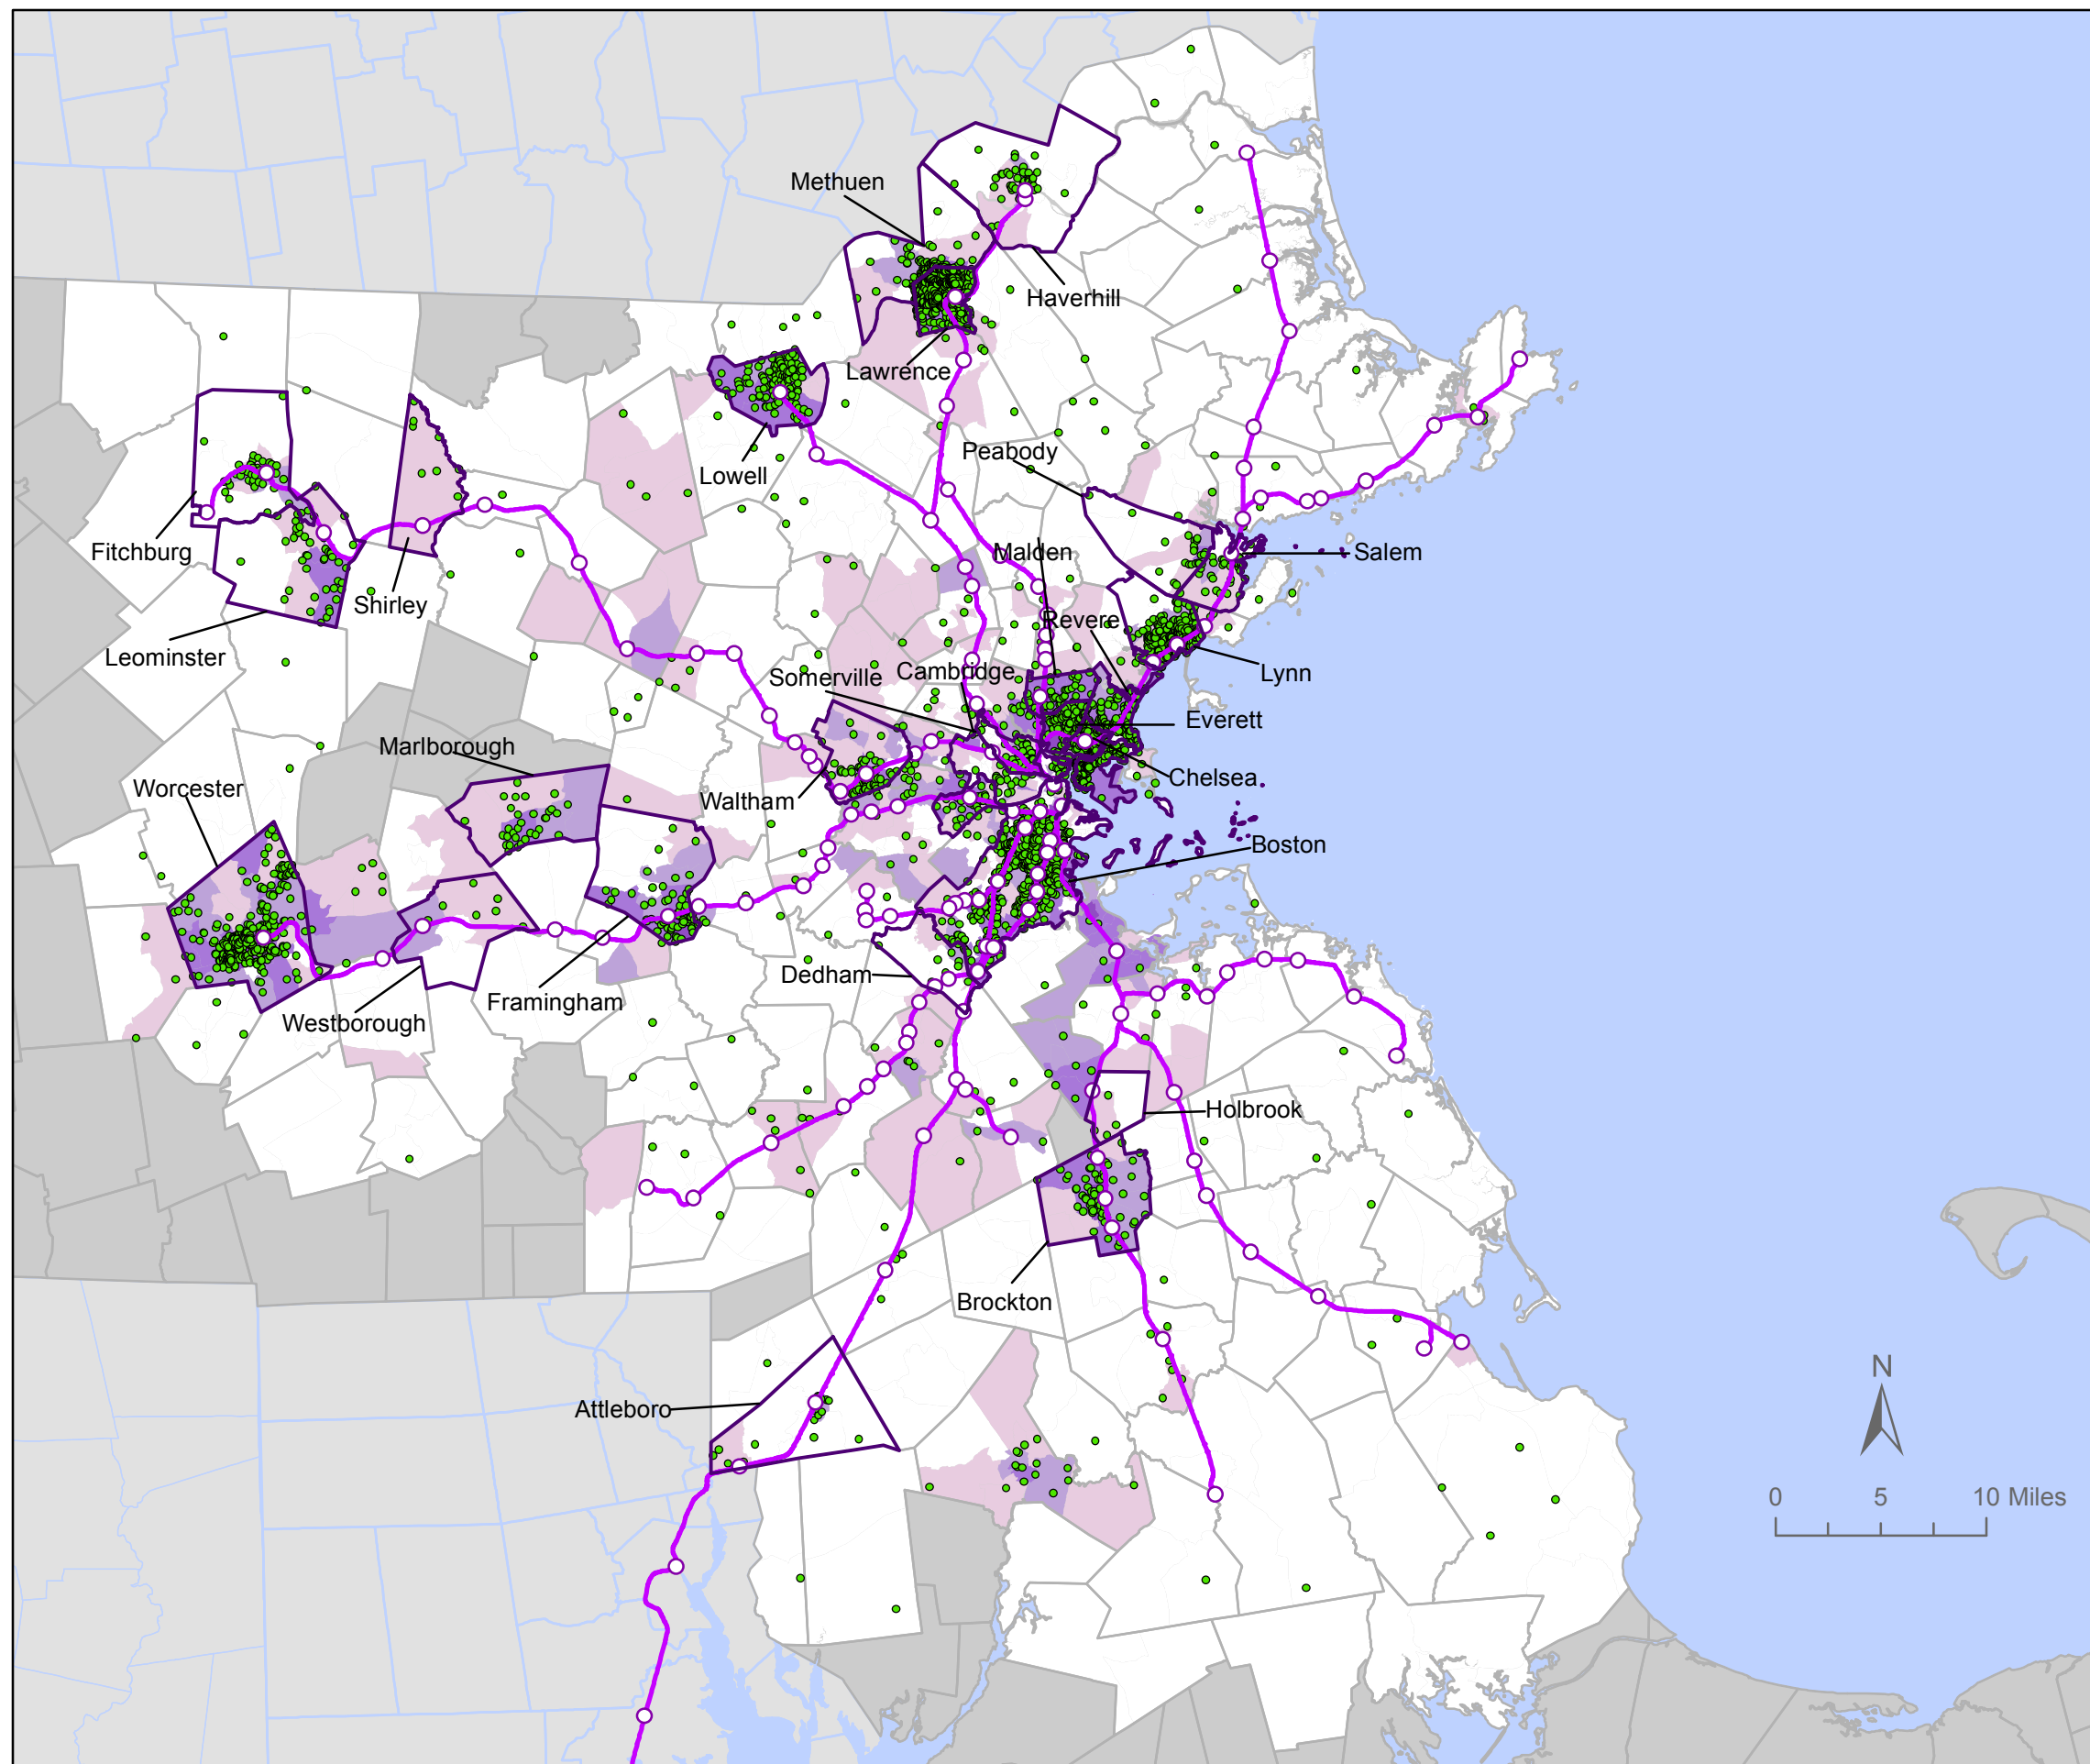 Methuen
Haverhill
Lawrence
Peabody
Lowell
Fitchburg
Malden
Salem
Shirley
Revere
Leominster
Somerville
Cambridge
Lynn
Everett
Marlborough
Worcester
Chelsea
Waltham
Boston
Dedham
Framingham
Westborough
Holbrook
Brockton
N
Attleboro
0 5 10 Miles